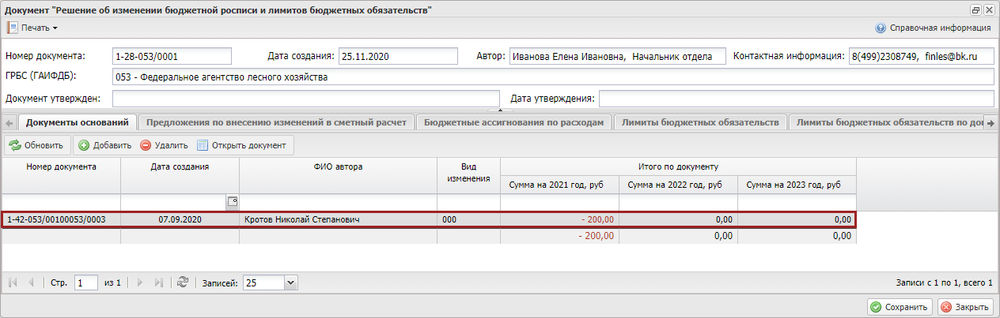 Документ "Решение об изменении бюджетной росписи и лимитов бюджетных обязательств"
Печать Справочная информация
Номер документа: 1-28-053/0001 Дата создания: 25.11.2020 Автор: Иванова Елена Ивановна, Начальник отдела Контактная информация: 8(499)2308749, finles@bk.ru
ГРБС (ГАИФДБ): 053 - Федеральное агентство лесного хозяйства
Документ утвержден: Дата утверждения:
Документы оснований Предложения по внесению изменений в сметный расчет Бюджетные ассигнования по расходам Лимиты бюджетных обязательств Лимиты бюджетных обязательств по
Обновить Добавить Удалить Открыть документ
Номер документа Дата создания ФИО автора Вид изменения Итого по документу
Сумма на 2021 год, руб Сумма на 2022 год, руб Сумма на 2023 год, руб
1-42-053/00100053/0003 07.09.2020 Кротов Николай Степанович 000 - 200,00 0,00 0,00
- 200,00 0,00 0,00
Стр. 1 из 1 Записей: 25 Записи с 1 по 1, всего 1
Сохранить Закрыть